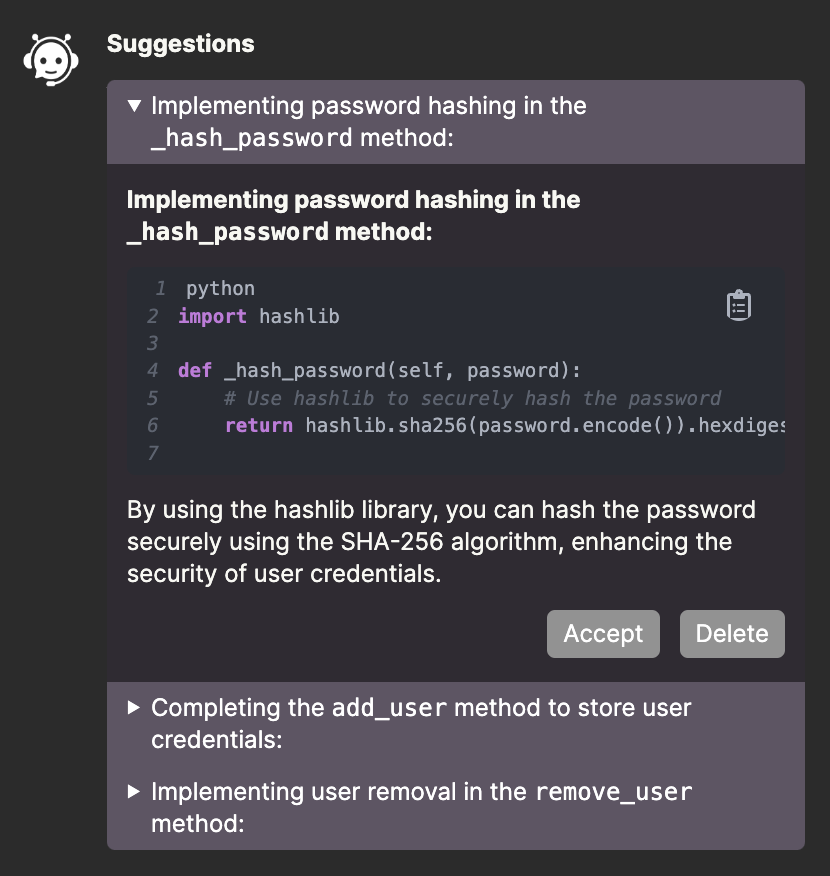 Suggestions
▼ Implementing password hashing in the
_hash_password method:
Implementing password hashing in the
_hash_password method:
1 python
2 import hashlib
3
4 def _hash_password(self, password):
5     # Use hashlib to securely hash the password
6     return hashlib.sha256(password.encode()).hexdiges
7
By using the hashlib library, you can hash the password
securely using the SHA-256 algorithm, enhancing the
security of user credentials.
Accept Delete
▶ Completing the add_user method to store user
credentials:
▶ Implementing user removal in the remove_user
method: